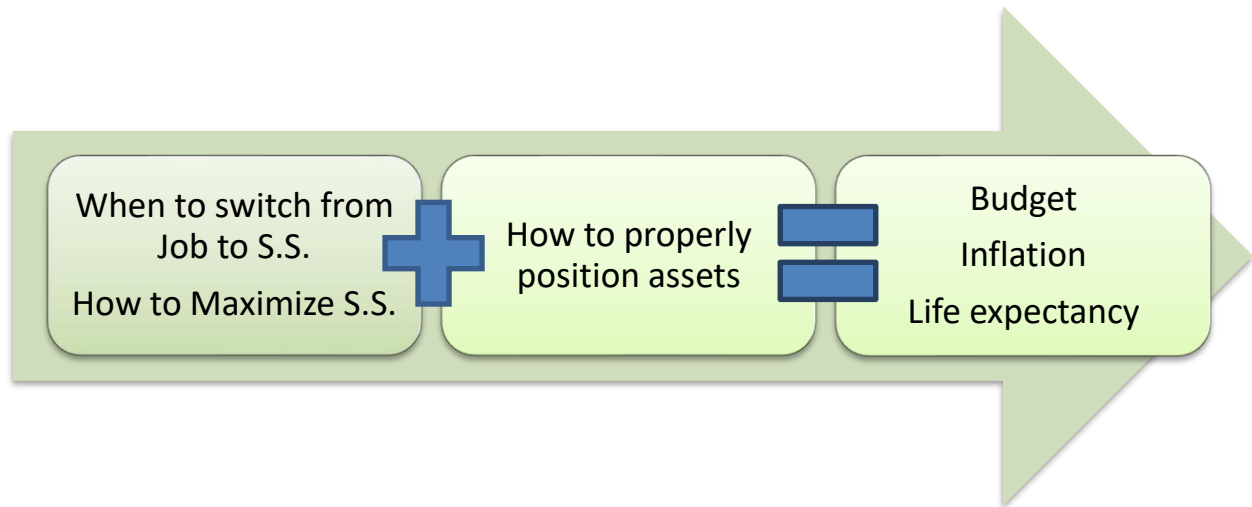 When to switch from
Job to S.S.
How to Maximize S.S.
How to properly
position assets
Budget
Inflation
Life expectancy